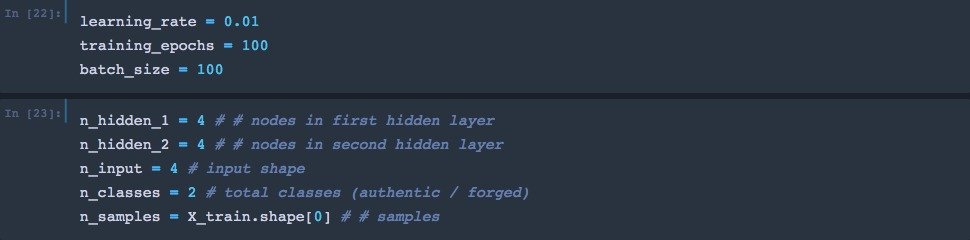 In [22]:
learning_rate = 0.01
training_epochs = 100
batch_size = 100
In [23]:
n_hidden_1 = 4 # # nodes in first hidden layer
n_hidden_2 = 4 # # nodes in second hidden layer
n_input = 4 # input shape
n_classes = 2 # total classes (authentic / forged)
n_samples = X_train.shape[0] # # samples